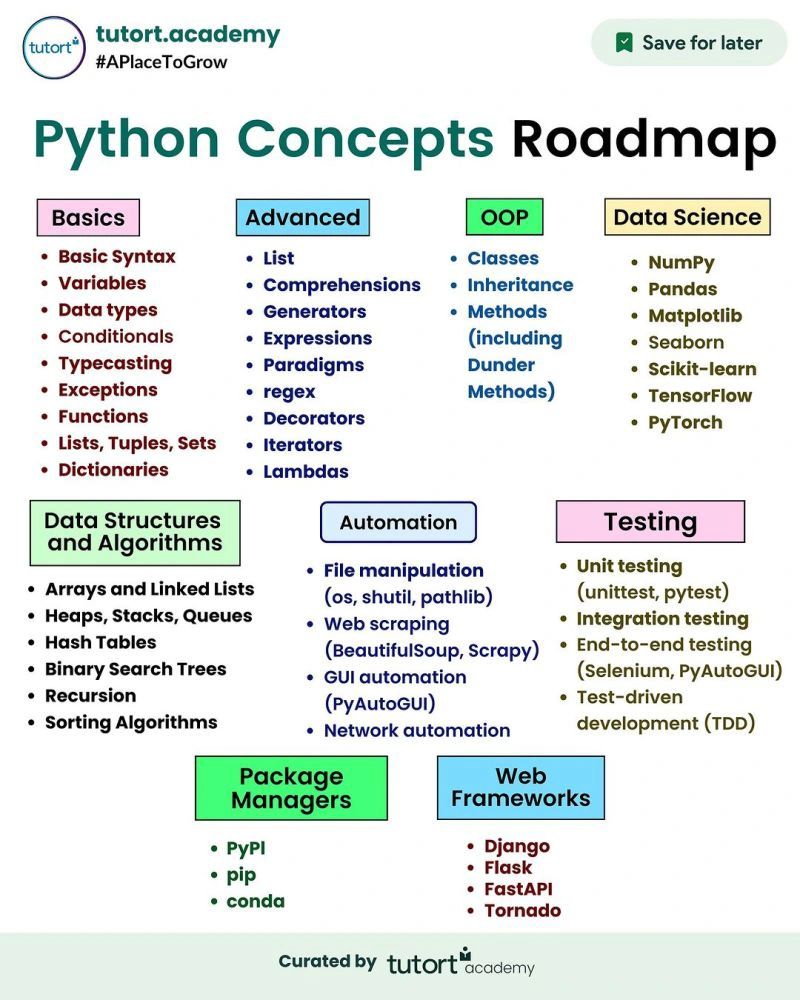 tutort
tutort.academy
#APlaceToGrow
Save for later
Python Concepts Roadmap
Basics
• Basic Syntax
• Variables
• Data types
• Conditionals
• Typecasting
• Exceptions
• Functions
• Lists, Tuples, Sets
• Dictionaries
Advanced
• List
• Comprehensions
• Generators
• Expressions
• Paradigms
• regex
• Decorators
• Iterators
• Lambdas
OOP
• Classes
• Inheritance
• Methods
(including
Dunder
Methods)
Data Science
• NumPy
• Pandas
• Matplotlib
• Seaborn
• Scikit-learn
• TensorFlow
• PyTorch
Data Structures
and Algorithms
• Arrays and Linked Lists
• Heaps, Stacks, Queues
• Hash Tables
• Binary Search Trees
• Recursion
• Sorting Algorithms
Automation
• File manipulation
(os, shutil, pathlib)
• Web scraping
(BeautifulSoup, Scrapy)
• GUI automation
(PyAutoGUI)
• Network automation
Testing
• Unit testing
(unittest, pytest)
• Integration testing
• End-to-end testing
(Selenium, PyAutoGUI)
• Test-driven
development (TDD)
Package
Managers
• PyPI
• pip
• conda
Web
Frameworks
• Django
• Flask
• FastAPI
• Tornado
Curated by tutort academy